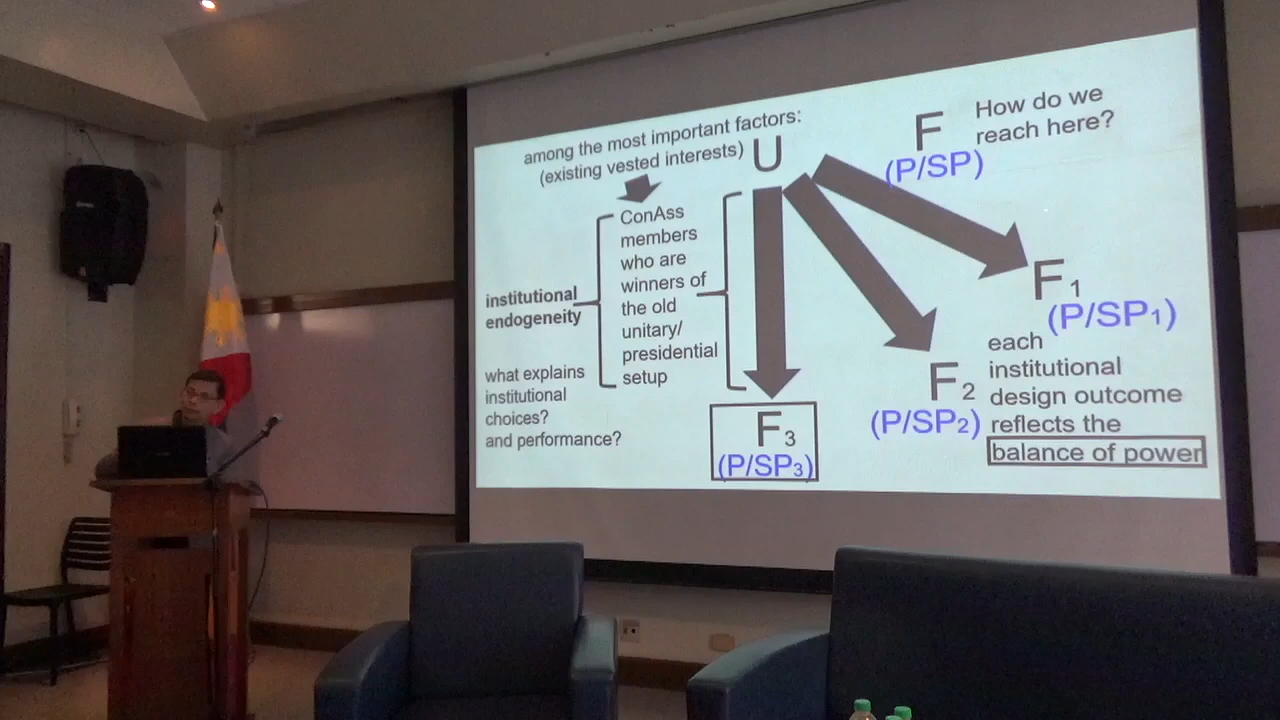 among the most important factors:
(existing vested interests)
U
F
(P/SP)
How do we
reach here?
ConAss
members
who are
winners of
the old
unitary/
presidential
setup
institutional
endogeneity
what explains
institutional
choices?
and performance?
F1
(P/SP1)
F2
(P/SP2)
F3
(P/SP3)
each
institutional
design outcome
reflects the
balance of power